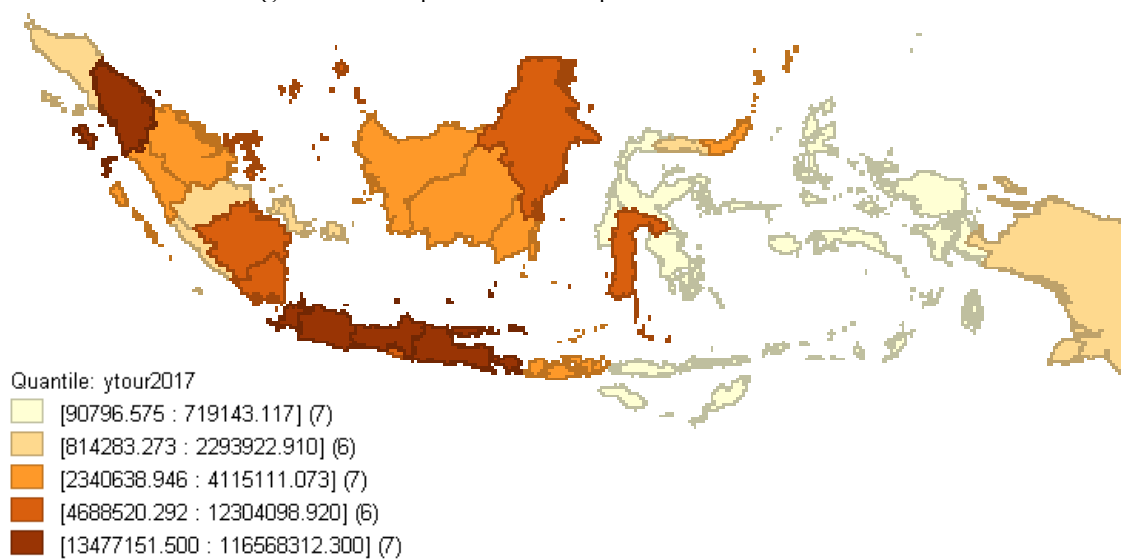 Quantile: ytour2017
[90796.575 : 719143.117] (7)
[814283.273 : 2293922.910] (6)
[2340638.946 : 4115111.073] (7)
[4688520.292 : 12304098.920] (6)
[13477151.500 : 116568312.300] (7)